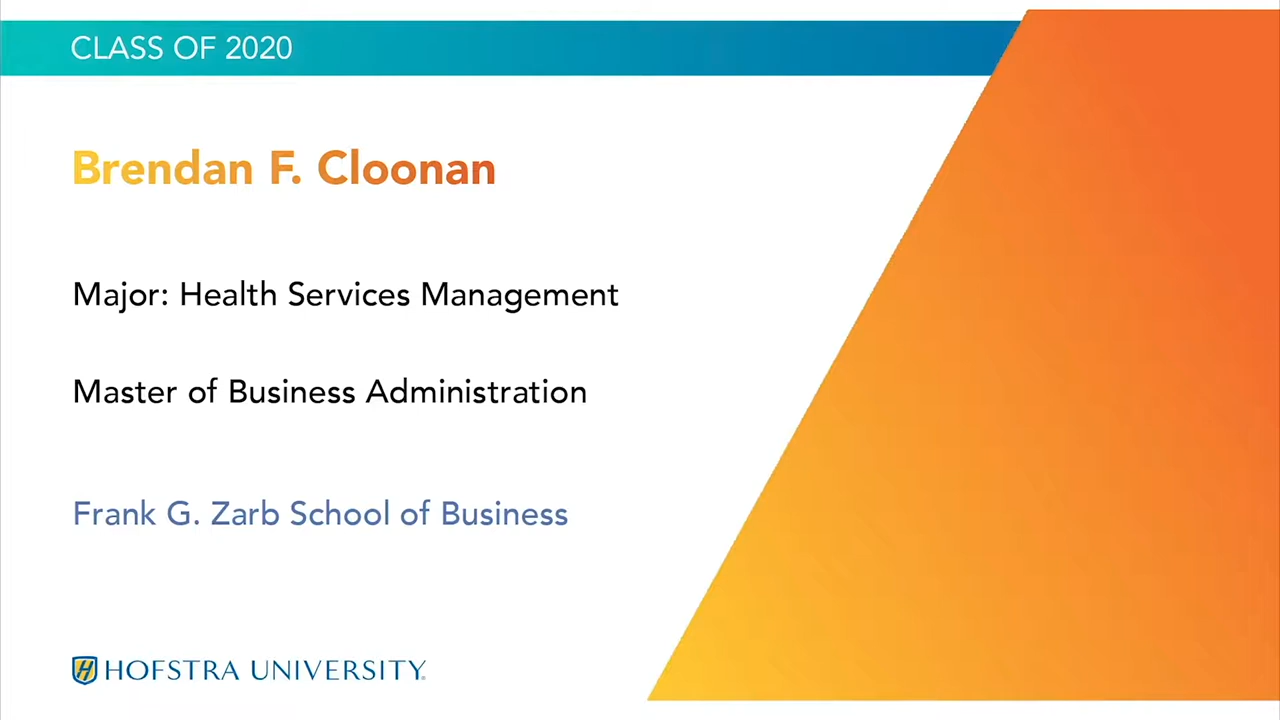 CLASS OF 2020
Brendan F. Cloonan
Major: Health Services Management
Master of Business Administration
Frank G. Zarb School of Business
H HOFSTRA UNIVERSITY®